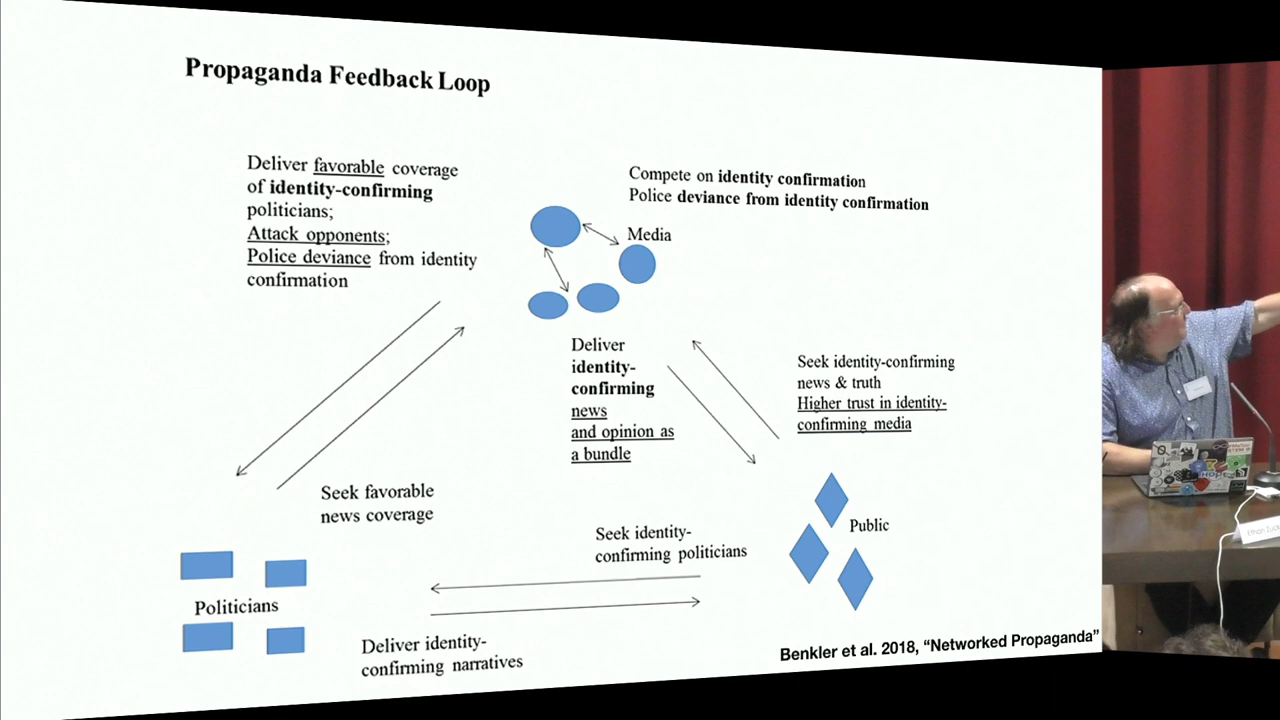 Propaganda Feedback Loop
Deliver favorable coverage
of identity-confirming
politicians;
Attack opponents;
Police deviance from identity
confirmation
Compete on identity confirmation
Police deviance from identity confirmation
Media
Deliver
identity-
confirming
news
and opinion as
a bundle
Seek identity-confirming
news & truth
Higher trust in identity-
confirming media
Seek favorable
news coverage
Seek identity-
confirming politicians
Public
Politicians
Deliver identity-
confirming narratives
Benkler et al. 2018, “Networked Propaganda”
Ethan